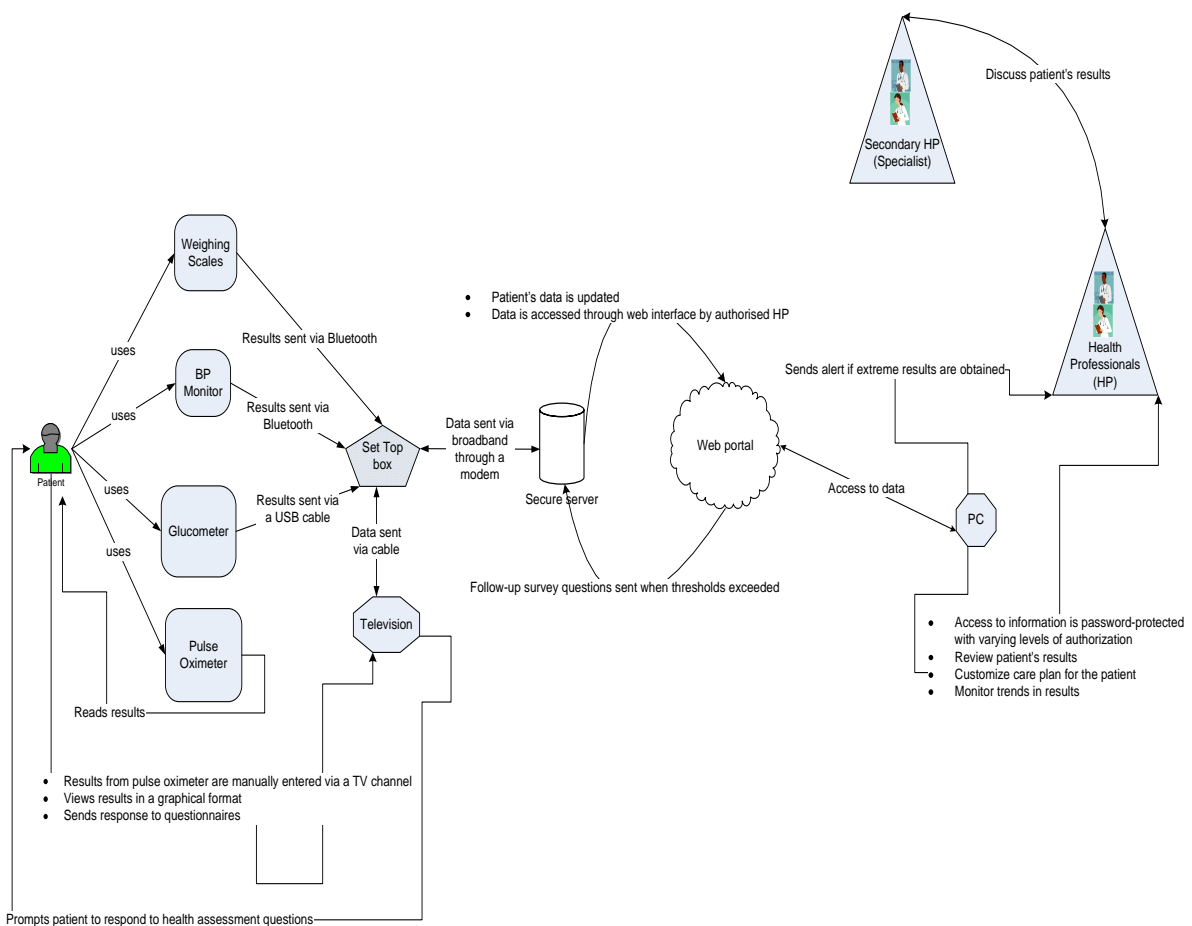 Discuss patient's results
Secondary HP
(Specialist)
Weighing
Scales
• Patient's data is updated
• Data is accessed through web interface by authorised HP
Results sent via Bluetooth
uses
BP
Monitor
Health
Professionals
(HP)
Sends alert if extreme results are obtained
uses
Results sent via
Bluetooth
Data sent via
broadband
through a
modem
Set Top
box
Web portal
Patient
uses
Results sent via
a USB cable
Secure server
Access to data
PC
Glucometer
Data sent
via cable
uses
Follow-up survey questions sent when thresholds exceeded
Television
• Access to information is password-protected
with varying levels of authorization
• Review patient's results
• Customize care plan for the patient
• Monitor trends in results
Pulse
Oximeter
Reads results
• Results from pulse oximeter are manually entered via a TV channel
• Views results in a graphical format
• Sends response to questionnaires
Prompts patient to respond to health assessment questions